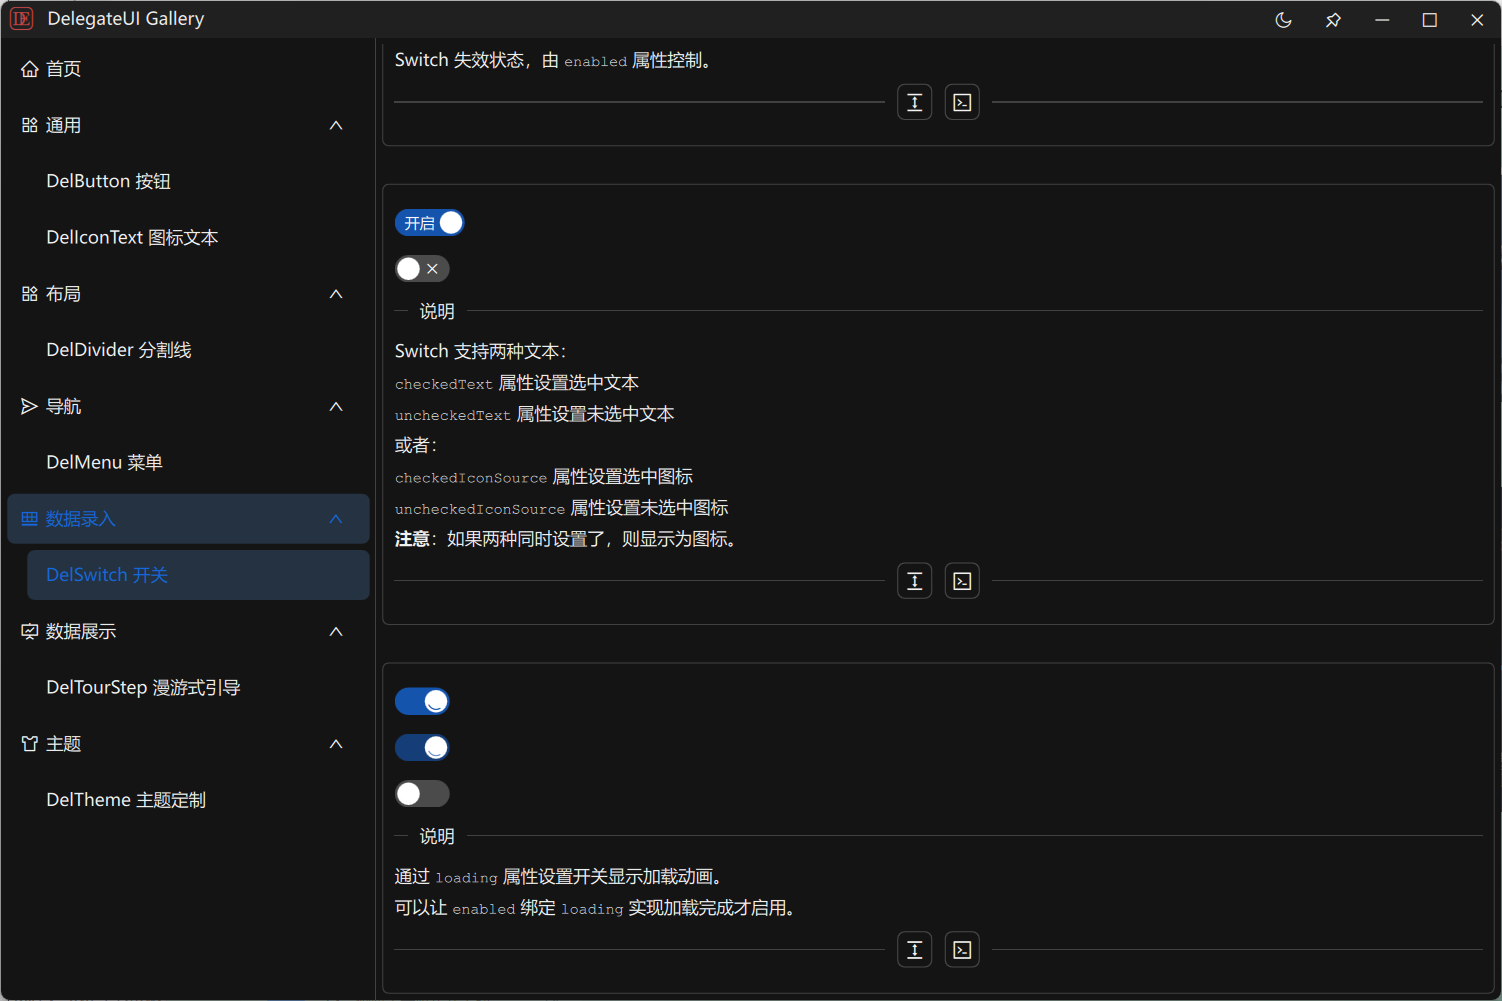 DelegateUI Gallery
首页
通用
DelButton 按钮
DelIconText 图标文本
布局
DelDivider 分割线
导航
DelMenu 菜单
数据录入
DelSwitch 开关
数据展示
DelTourStep 漫游式引导
主题
DelTheme 主题定制
Switch 失效状态，由 enabled 属性控制。
开启
说明
Switch 支持两种文本：
checkedText 属性设置选中文本
uncheckedText 属性设置未选中文本
或者：
checkedIconSource 属性设置选中图标
uncheckedIconSource 属性设置未选中图标
注意：如果两种同时设置了，则显示为图标。
说明
通过 loading 属性设置开关显示加载动画。
可以让 enabled 绑定 loading 实现加载完成才启用。